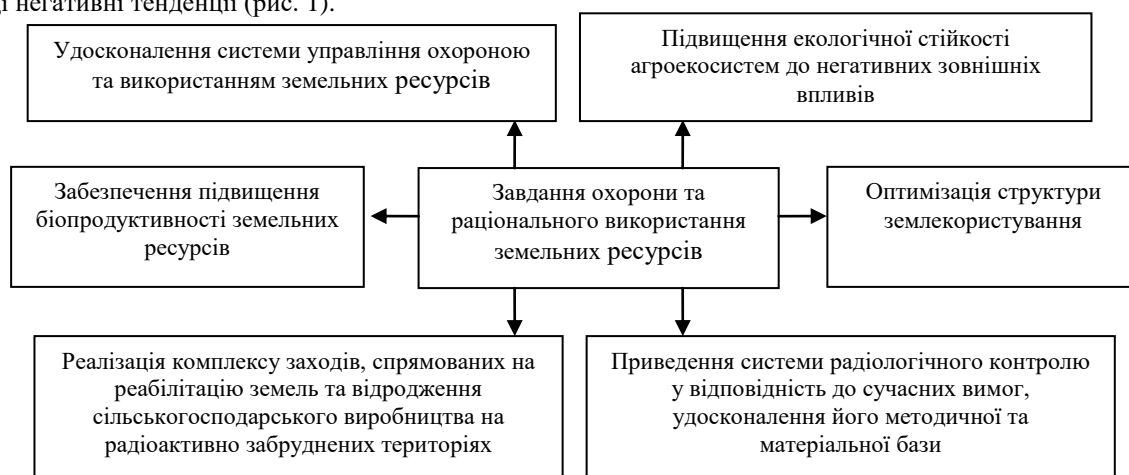 ці негативні тенденції (рис. 1).
Удосконалення системи управління охороною
та використанням земельних ресурсів
Підвищення екологічної стійкості
агроекосистем до негативних зовнішніх
впливів
Забезпечення підвищення
біопродуктивності земельних
ресурсів
Завдання охорони та
раціонального використання
земельних ресурсів
Оптимізація структури
землекористування
Реалізація комплексу заходів, спрямованих на
реабілітацію земель та відродження
сільськогосподарського виробництва на
радіоактивно забруднених територіях
Приведення системи радіологічного контролю
у відповідність до сучасних вимог,
удосконалення його методичної та
матеріальної бази